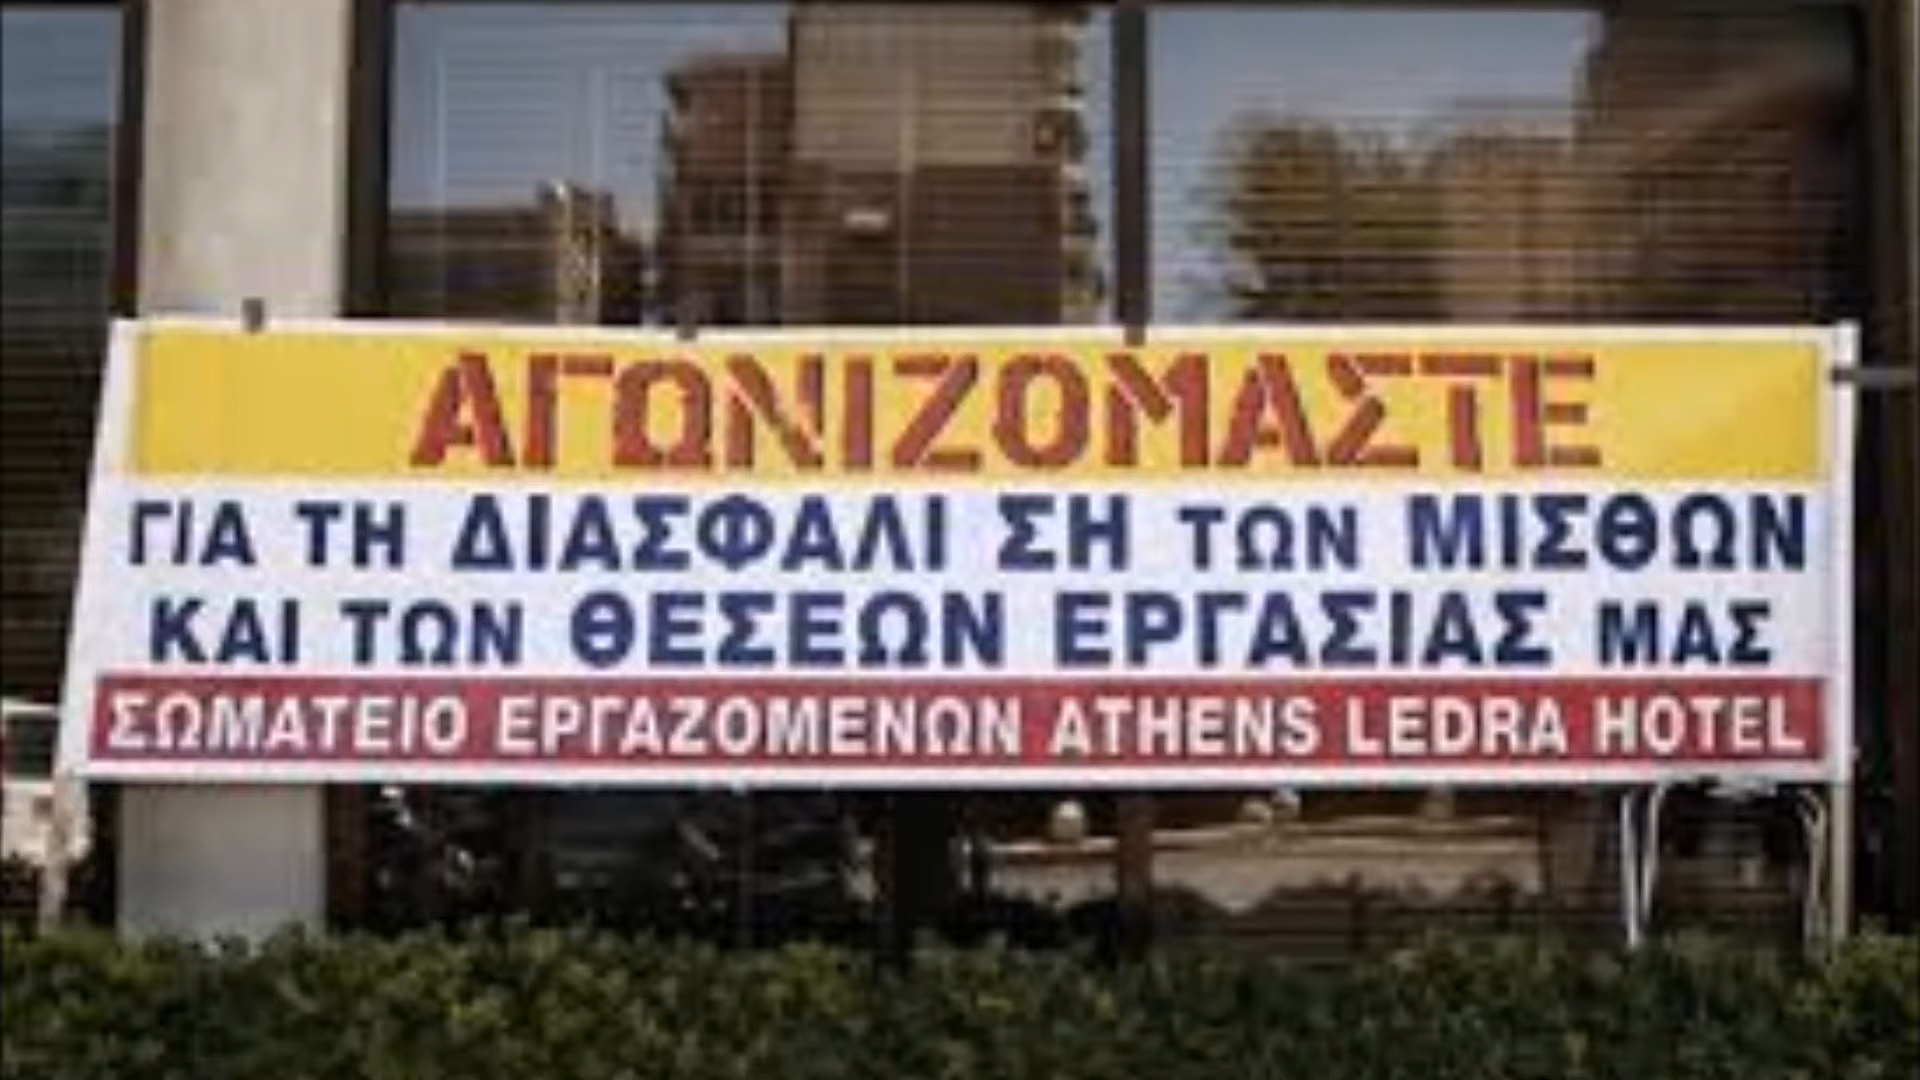 ΑΓΩΝΙΖΟΜΑΣΤΕ
ΓΙΑ ΤΗ ΔΙΑΣΦΑΛΙ ΣΗ ΤΩΝ ΜΙΣΘΩΝ
ΚΑΙ ΤΩΝ ΘΕΣΕΩΝ ΕΡΓΑΣΙΑΣ ΜΑΣ
ΣΩΜΑΤΕΙΟ ΕΡΓΑΖΟΜΕΝΩΝ ATHENS LEDRA HOTEL